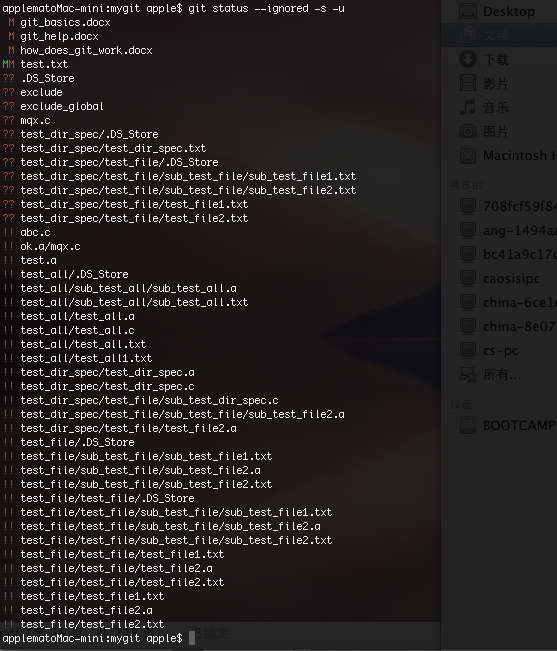 applematoMac-mini:mygit apple$ git status --ignored -s -u
 M git_basics.docx
 M git_help.docx
 M how_does_git_work.docx
MM test.txt
?? .DS_Store
?? exclude
?? exclude_global
?? mqx.c
?? test_dir_spec/.DS_Store
?? test_dir_spec/test_dir_spec.txt
?? test_dir_spec/test_file/.DS_Store
?? test_dir_spec/test_file/sub_test_file/sub_test_file1.txt
?? test_dir_spec/test_file/sub_test_file/sub_test_file2.txt
?? test_dir_spec/test_file/test_file1.txt
?? test_dir_spec/test_file/test_file2.txt
!! abc.c
!! ok.a/mqx.c
!! test.a
!! test_all/.DS_Store
!! test_all/sub_test_all/sub_test_all.a
!! test_all/sub_test_all/sub_test_all.txt
!! test_all/test_all.a
!! test_all/test_all.c
!! test_all/test_all.txt
!! test_all/test_all1.txt
!! test_dir_spec/test_dir_spec.a
!! test_dir_spec/test_dir_spec.c
!! test_dir_spec/test_file/sub_test_dir_spec.c
!! test_dir_spec/test_file/sub_test_file/sub_test_file2.a
!! test_dir_spec/test_file2.a
!! test_file/.DS_Store
!! test_file/sub_test_file/sub_test_file1.txt
!! test_file/sub_test_file/sub_test_file2.a
!! test_file/sub_test_file/sub_test_file2.txt
!! test_file/test_file/.DS_Store
!! test_file/test_file/sub_test_file/sub_test_file1.txt
!! test_file/test_file/sub_test_file/sub_test_file2.a
!! test_file/test_file/sub_test_file/sub_test_file2.txt
!! test_file/test_file/test_file1.txt
!! test_file/test_file/test_file2.a
!! test_file/test_file/test_file2.txt
!! test_file/test_file1.txt
!! test_file/test_file2.a
!! test_file/test_file2.txt
applematoMac-mini:mygit apple$
已锁定
Desktop
文稿
下载
影片
音乐
图片
Macintosh H
共享的
708fcf59f84
ang-1494aa
bc41a9c17c
caosisipc
china-6ce1
china-8e07
cs-pc
所有...
设备
BOOTCAMP